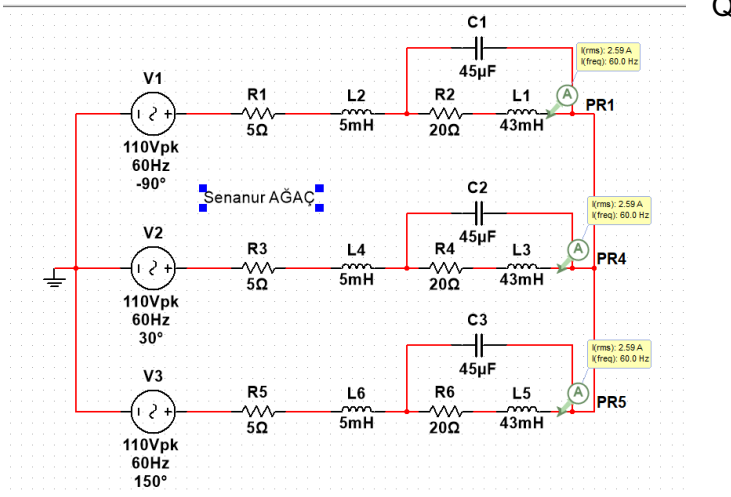 Q
C1
I(rms): 2.59 A
I(freq): 60.0 Hz
45µF
A
V1
R1
L2
R2
L1
PR1
5Ω
5mH
20Ω
43mH
110Vpk
60Hz
-90°
Senanur AĞAÇ
C2
I(rms): 2.59 A
I(freq): 60.0 Hz
45µF
A
V2
R3
L4
R4
L3
PR4
5Ω
5mH
20Ω
43mH
110Vpk
60Hz
30°
C3
I(rms): 2.59 A
I(freq): 60.0 Hz
45µF
A
V3
R5
L6
R6
L5
PR5
5Ω
5mH
20Ω
43mH
110Vpk
60Hz
150°